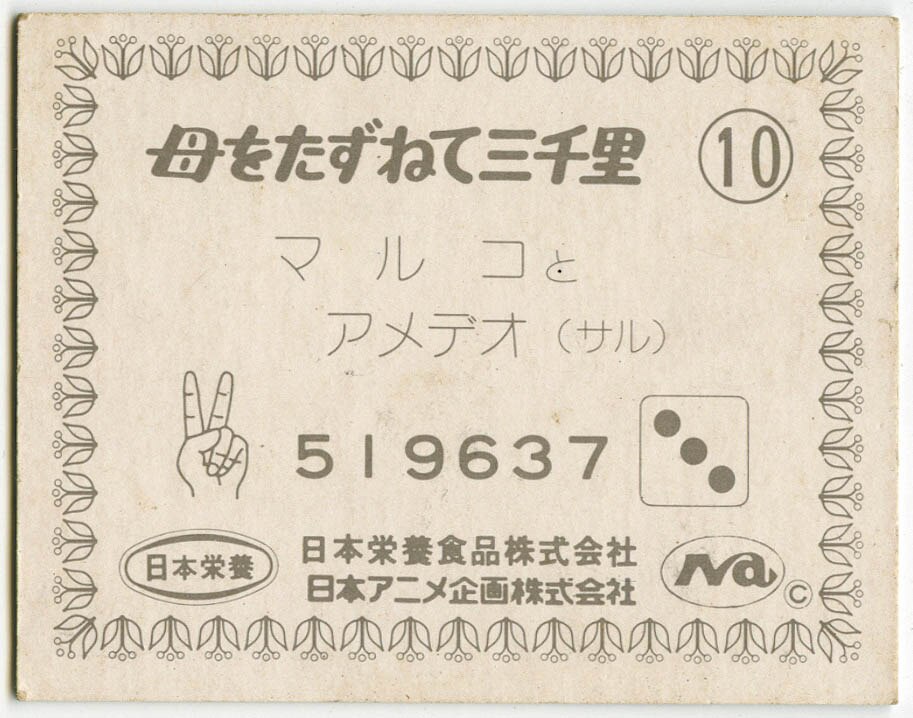 母をたずねて三千里 10
マルコと
アメデオ(サル)
519637
日本栄養 日本栄養食品株式会社
日本アニメ企画株式会社 Na ©